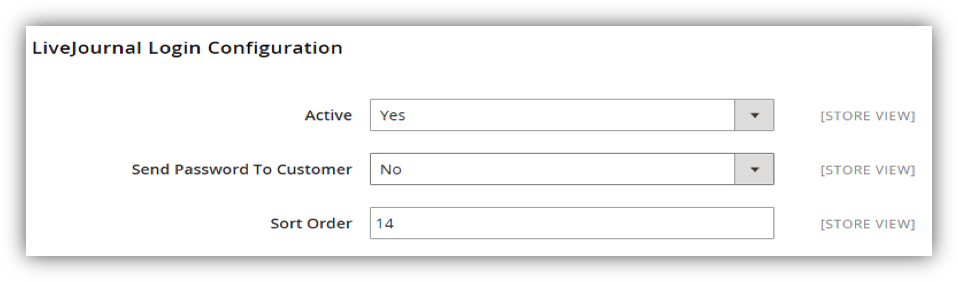 LiveJournal Login Configuration
Active Yes [STORE VIEW]
Send Password To Customer No [STORE VIEW]
Sort Order 14 [STORE VIEW]